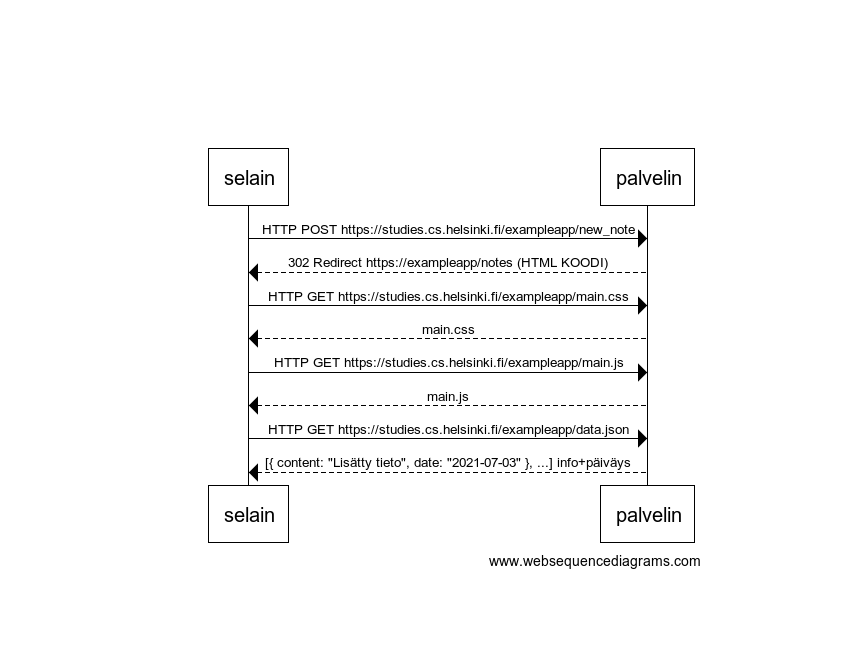 selain palvelin
HTTP POST https://studies.cs.helsinki.fi/exampleapp/new_note
302 Redirect https://exampleapp/notes (HTML KOODI)
HTTP GET https://studies.cs.helsinki.fi/exampleapp/main.css
main.css
HTTP GET https://studies.cs.helsinki.fi/exampleapp/main.js
main.js
HTTP GET https://studies.cs.helsinki.fi/exampleapp/data.json
[{ content: "Lisätty tieto", date: "2021-07-03" }, ...] info+päiväys
selain palvelin
www.websequencediagrams.com